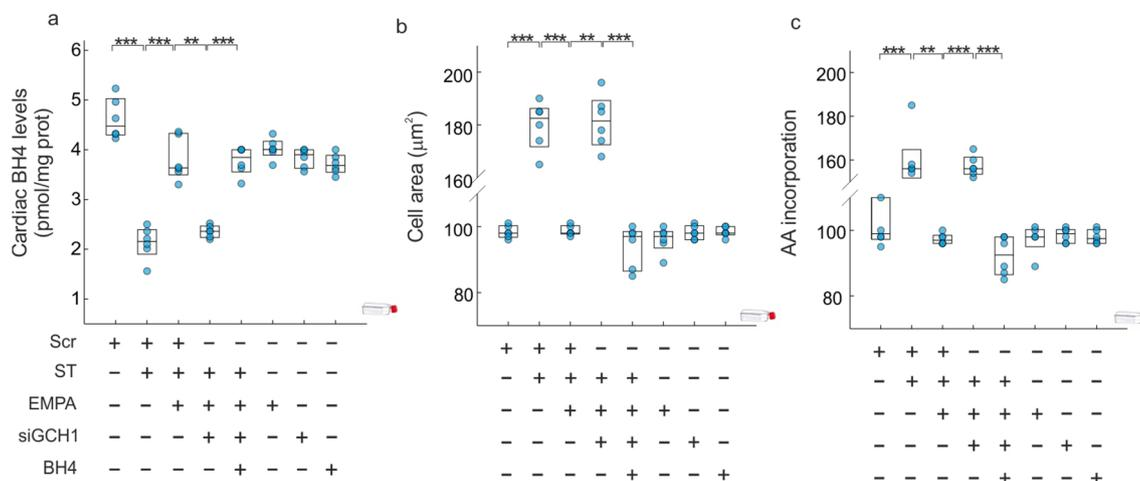 a
*** *** ** ***
6
5
4
3
2
1
Cardiac BH4 levels
(pmol/mg prot)
Scr + + + − − − − −
ST − + + + + − − −
EMPA − − + + + + − −
siGCH1 − − − + + − + −
BH4 − − − − + − − +
b
*** *** ** ***
200
180
160
100
80
Cell area (μm²)
+ + + − − − − −
− + + + + − − −
− − + + + + − −
− − − + + − + −
− − − − + − − +
c
*** ** *** ***
200
160
100
80
AA incorporation
+ + + − − − − −
− + + + + − − −
− − + + + + − −
− − − + + − + −
− − − − + − − +